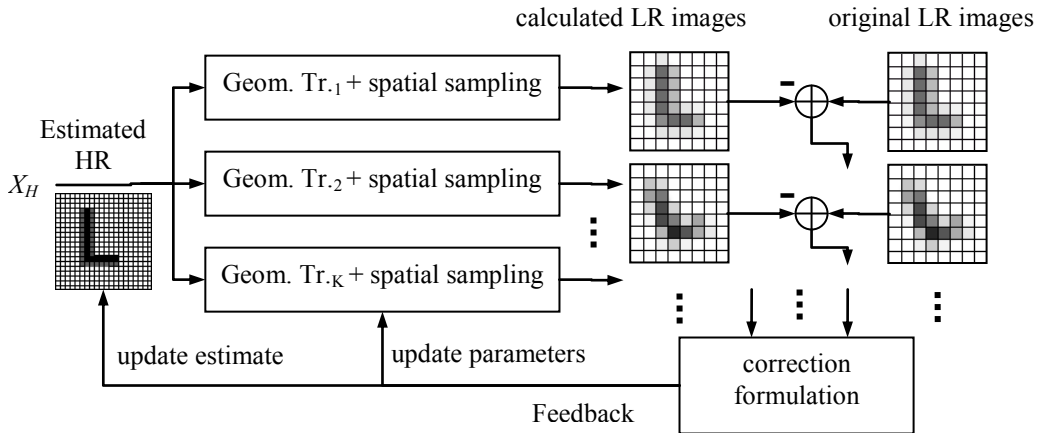 calculated LR images
original LR images
Geom. Tr.1 + spatial sampling
Estimated
HR
XH
Geom. Tr.2 + spatial sampling
Geom. Tr.K + spatial sampling
update estimate
update parameters
correction
formulation
Feedback